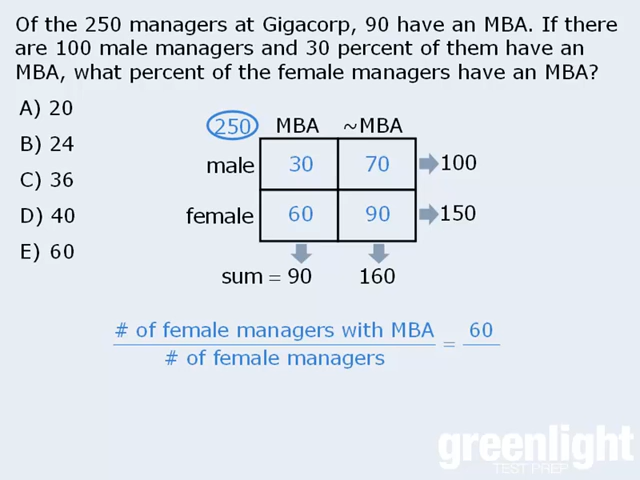 Of the 250 managers at Gigacorp, 90 have an MBA. If there
are 100 male managers and 30 percent of them have an
MBA, what percent of the female managers have an MBA?
A) 20
B) 24
C) 36
D) 40
E) 60
250 MBA ~MBA
male 30 70 100
female 60 90 150
sum = 90 160
# of female managers with MBA = 60
# of female managers
greenlight
TEST PREP